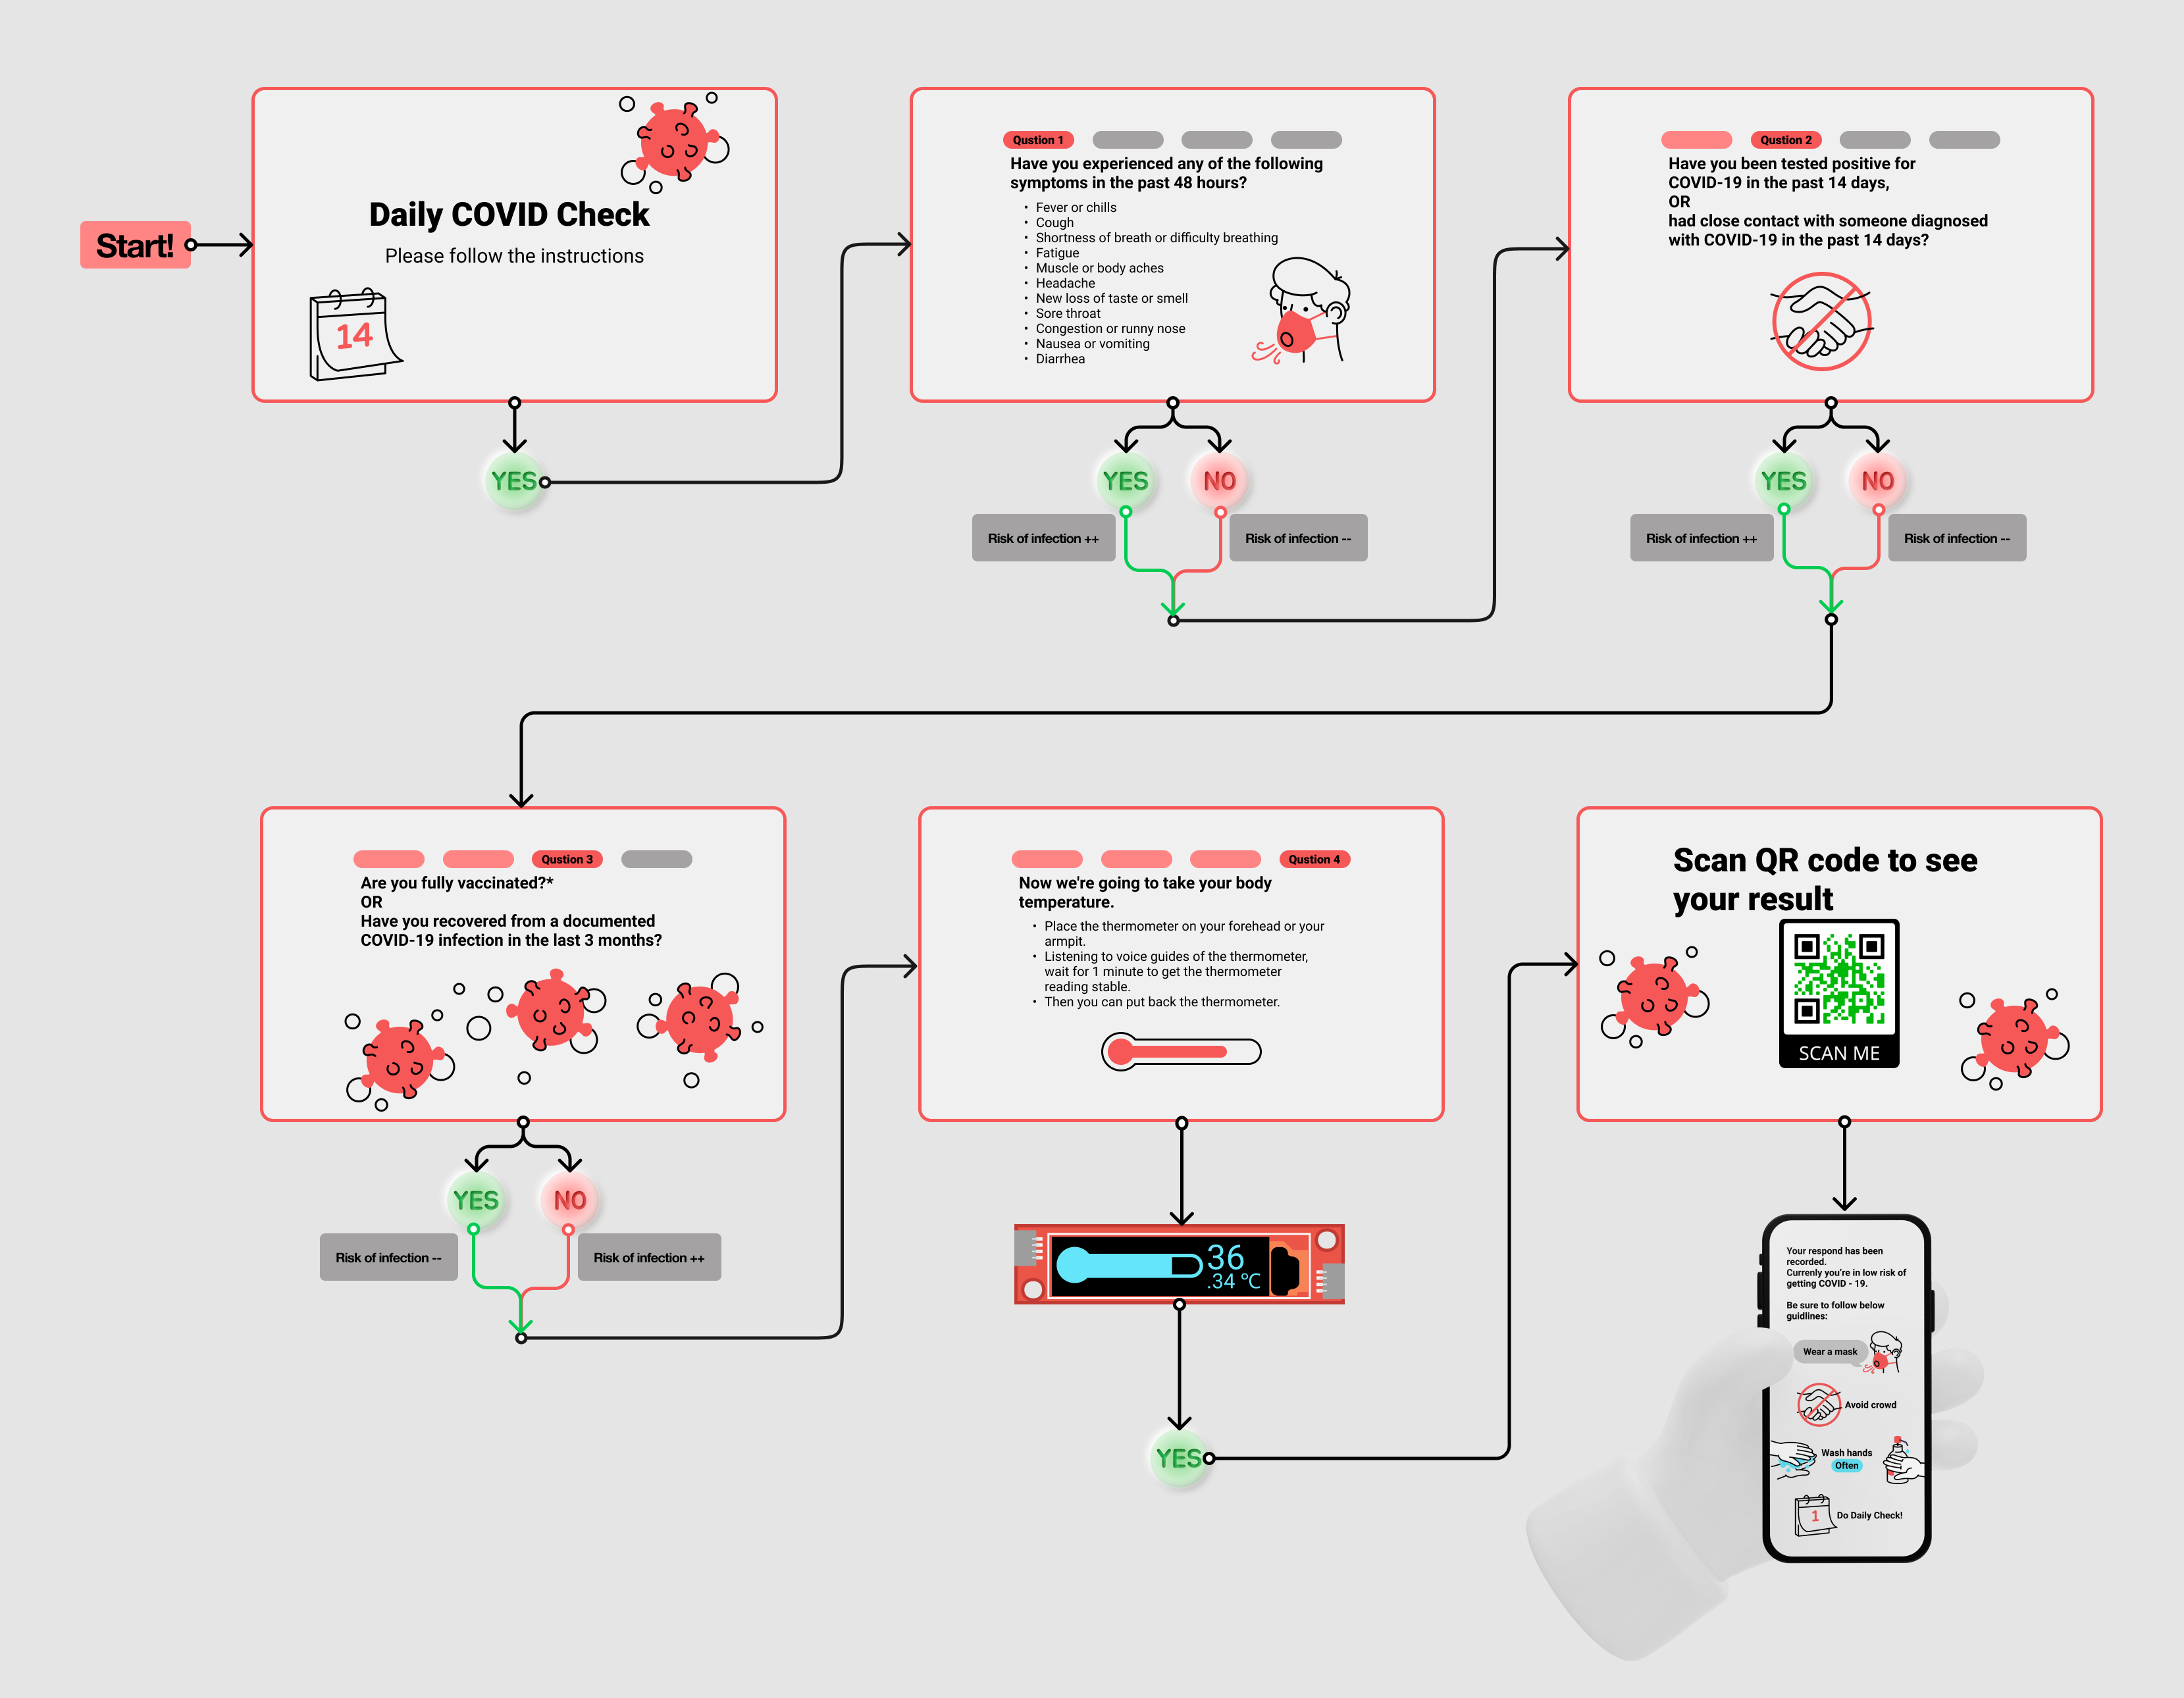 Start!
Daily COVID Check
Please follow the instructions
14
YES
Qustion 1
Have you experienced any of the following
symptoms in the past 48 hours?
• Fever or chills
• Cough
• Shortness of breath or difficulty breathing
• Fatigue
• Muscle or body aches
• Headache
• New loss of taste or smell
• Sore throat
• Congestion or runny nose
• Nausea or vomiting
• Diarrhea
YES
NO
Risk of infection ++
Risk of infection --
Qustion 2
Have you been tested positive for
COVID-19 in the past 14 days,
OR
had close contact with someone diagnosed
with COVID-19 in the past 14 days?
YES
NO
Risk of infection ++
Risk of infection --
Qustion 3
Are you fully vaccinated?*
OR
Have you recovered from a documented
COVID-19 infection in the last 3 months?
YES
NO
Risk of infection --
Risk of infection ++
Qustion 4
Now we're going to take your body
temperature.
• Place the thermometer on your forehead or your
armpit.
• Listening to voice guides of the thermometer,
wait for 1 minute to get the thermometer
reading stable.
• Then you can put back the thermometer.
36
.34 °C
YES
Scan QR code to see
your result
SCAN ME
Your respond has been
recorded.
Currenly you're in low risk of
getting COVID - 19.
Be sure to follow below
guidlines:
Wear a mask
Avoid crowd
Wash hands
Often
1
Do Daily Check!